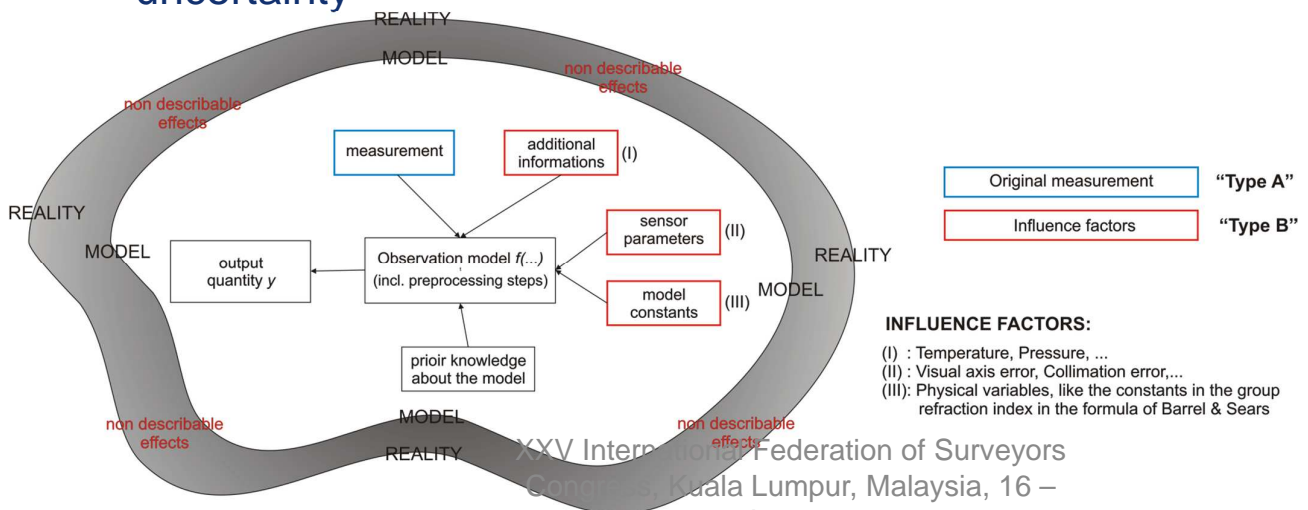 uncertainty
REALITY
MODEL
non describable
effects
non describable
effects
measurement
additional
informations
(I)
Original measurement
"Type A"
REALITY
sensor
parameters
(II)
Influence factors
"Type B"
MODEL
output
quantity y
Observation model f(...)
(incl. preprocessing steps)
REALITY
MODEL
model
constants
(III)
INFLUENCE FACTORS:
prioir knowledge
about the model
(I) : Temperature, Pressure, ...
(II) : Visual axis error, Collimation error,...
(III): Physical variables, like the constants in the group
refraction index in the formula of Barrel & Sears
non describable
effects
MODEL
REALITY
non describable
effects
XXV International Federation of Surveyors
Congress, Kuala Lumpur, Malaysia, 16 –